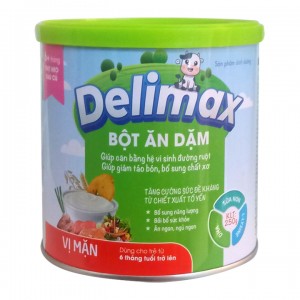 Delimax
BỘT ĂN DẶM
Giúp cân bằng hệ vi sinh đường ruột
Giúp giảm táo bón, bổ sung chất xơ
TĂNG CƯỜNG SỨC ĐỀ KHÁNG
TỪ CHIẾT XUẤT TỔ YẾN
• Bổ sung năng lượng
• Bồi bổ sức khỏe
• Ăn ngon, ngủ ngon
VỊ MẶN
Dùng cho trẻ từ
6 tháng tuổi trở lên